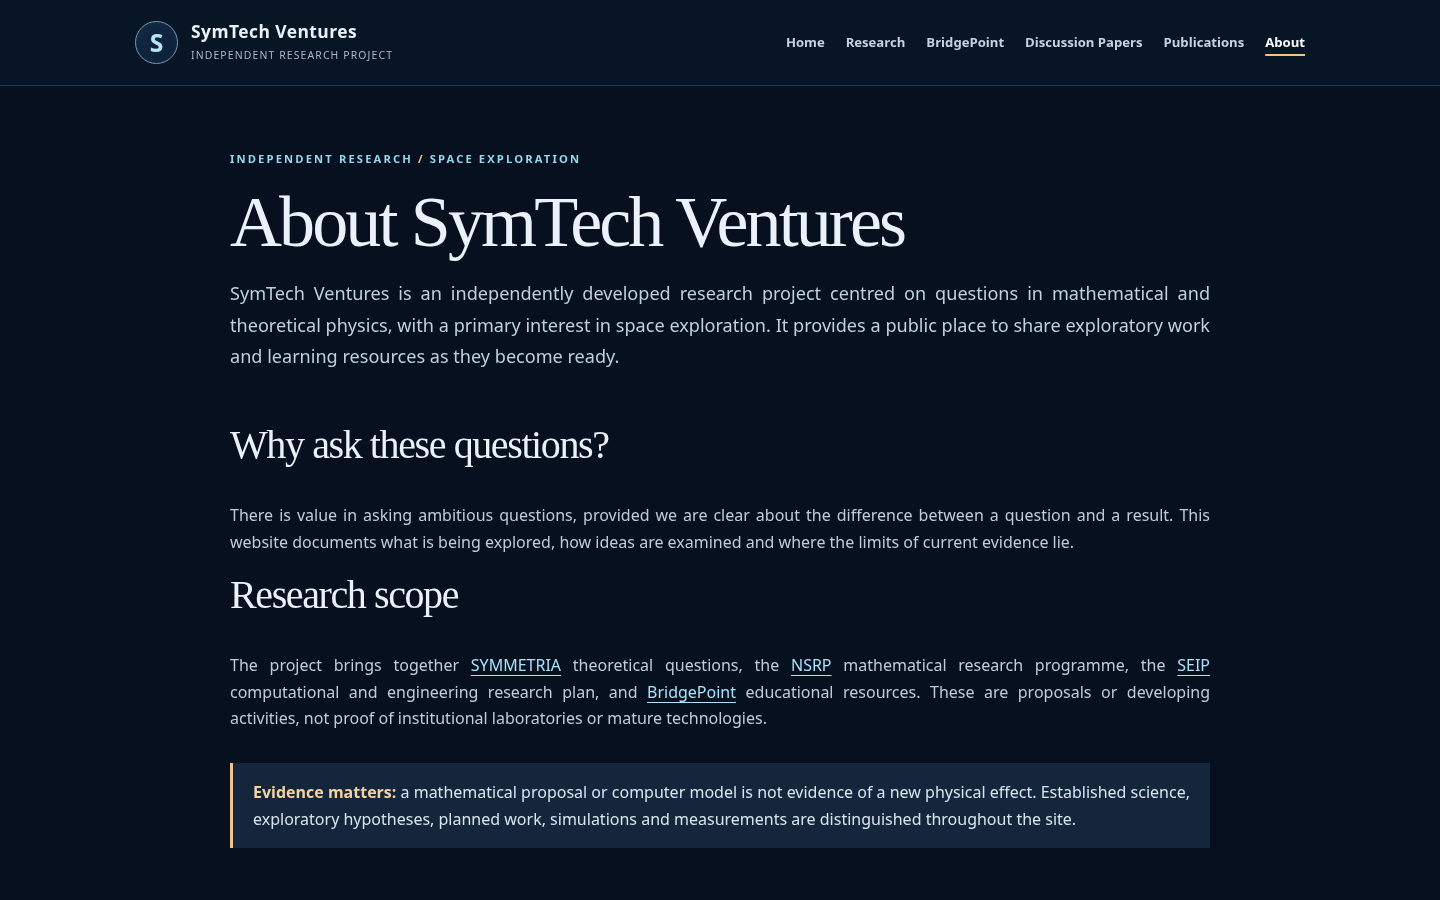 S
SymTech Ventures
INDEPENDENT RESEARCH PROJECT
Home Research BridgePoint Discussion Papers Publications About
INDEPENDENT RESEARCH / SPACE EXPLORATION
About SymTech Ventures
SymTech Ventures is an independently developed research project centred on questions in mathematical and
theoretical physics, with a primary interest in space exploration. It provides a public place to share exploratory work
and learning resources as they become ready.
Why ask these questions?
There is value in asking ambitious questions, provided we are clear about the difference between a question and a result. This
website documents what is being explored, how ideas are examined and where the limits of current evidence lie.
Research scope
The project brings together SYMMETRIA theoretical questions, the NSRP mathematical research programme, the SEIP
computational and engineering research plan, and BridgePoint educational resources. These are proposals or developing
activities, not proof of institutional laboratories or mature technologies.
Evidence matters: a mathematical proposal or computer model is not evidence of a new physical effect. Established science,
exploratory hypotheses, planned work, simulations and measurements are distinguished throughout the site.